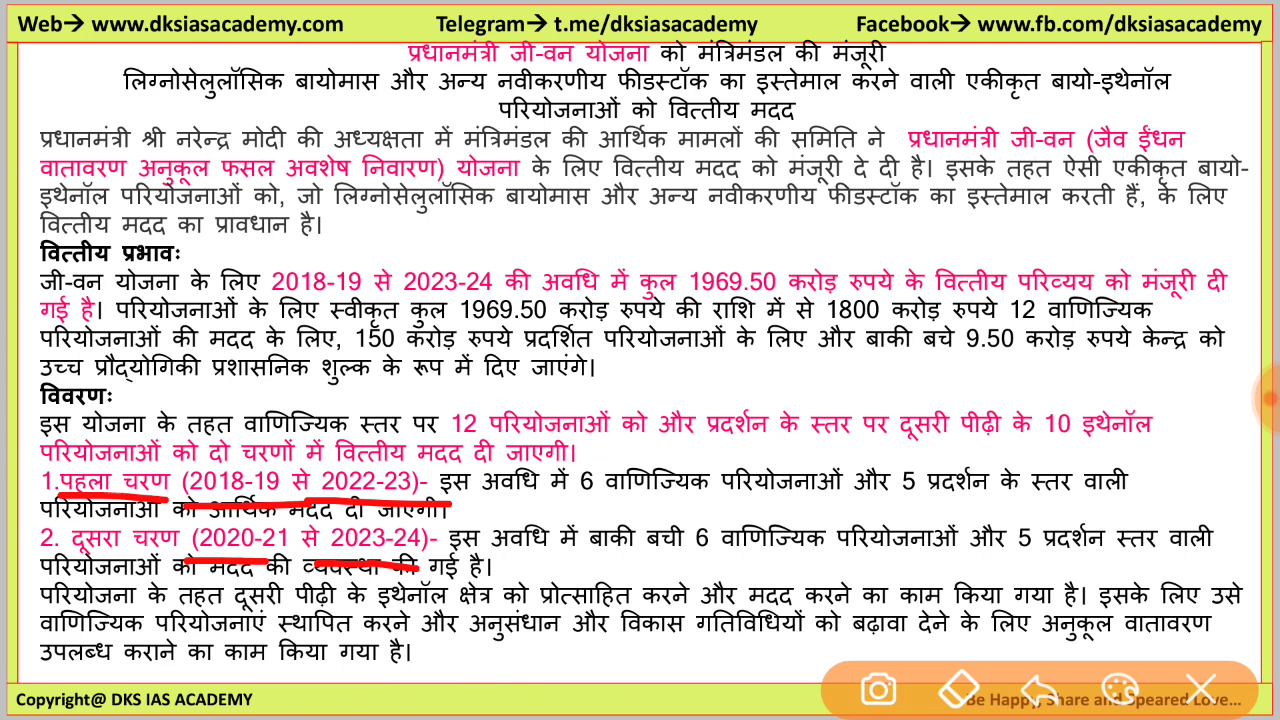 Web→ www.dksiasacademy.com Telegram→ t.me/dksiasacademy Facebook→ www.fb.com/dksiasacademy
प्रधानमंत्री जी-वन योजना को मंत्रिमंडल की मंजूरी
लिग्नोसेलुलॉसिक बायोमास और अन्य नवीकरणीय फीडस्टॉक का इस्तेमाल करने वाली एकीकृत बायो-इथेनॉल
परियोजनाओं को वित्तीय मदद
प्रधानमंत्री श्री नरेन्द्र मोदी की अध्यक्षता में मंत्रिमंडल की आर्थिक मामलों की समिति ने प्रधानमंत्री जी-वन (जैव ईंधन
वातावरण अनुकूल फसल अवशेष निवारण) योजना के लिए वित्तीय मदद को मंजूरी दे दी है। इसके तहत ऐसी एकीकृत बायो-
इथेनॉल परियोजनाओं को, जो लिग्नोसेलुलॉसिक बायोमास और अन्य नवीकरणीय फीडस्टॉक का इस्तेमाल करती हैं, के लिए
वित्तीय मदद का प्रावधान है।
वित्तीय प्रभावः
जी-वन योजना के लिए 2018-19 से 2023-24 की अवधि में कुल 1969.50 करोड़ रुपये के वित्तीय परिव्यय को मंजूरी दी
गई है। परियोजनाओं के लिए स्वीकृत कुल 1969.50 करोड़ रुपये की राशि में से 1800 करोड़ रुपये 12 वाणिज्यिक
परियोजनाओं की मदद के लिए, 150 करोड़ रुपये प्रदर्शित परियोजनाओं के लिए और बाकी बचे 9.50 करोड़ रुपये केन्द्र को
उच्च प्रौद्योगिकी प्रशासनिक शुल्क के रूप में दिए जाएंगे।
विवरणः
इस योजना के तहत वाणिज्यिक स्तर पर 12 परियोजनाओं को और प्रदर्शन के स्तर पर दूसरी पीढ़ी के 10 इथेनॉल
परियोजनाओं को दो चरणों में वित्तीय मदद दी जाएगी।
1.पहला चरण (2018-19 से 2022-23)- इस अवधि में 6 वाणिज्यिक परियोजनाओं और 5 प्रदर्शन के स्तर वाली
परियोजनाओं को आर्थिक मदद दी जाएगी।
2. दूसरा चरण (2020-21 से 2023-24)- इस अवधि में बाकी बची 6 वाणिज्यिक परियोजनाओं और 5 प्रदर्शन स्तर वाली
परियोजनाओं को मदद की व्यवस्था की गई है।
परियोजना के तहत दूसरी पीढ़ी के इथेनॉल क्षेत्र को प्रोत्साहित करने और मदद करने का काम किया गया है। इसके लिए उसे
वाणिज्यिक परियोजनाएं स्थापित करने और अनुसंधान और विकास गतिविधियों को बढ़ावा देने के लिए अनुकूल वातावरण
उपलब्ध कराने का काम किया गया है।
Copyright@ DKS IAS ACADEMY Be Happy, Share and Speared Love...